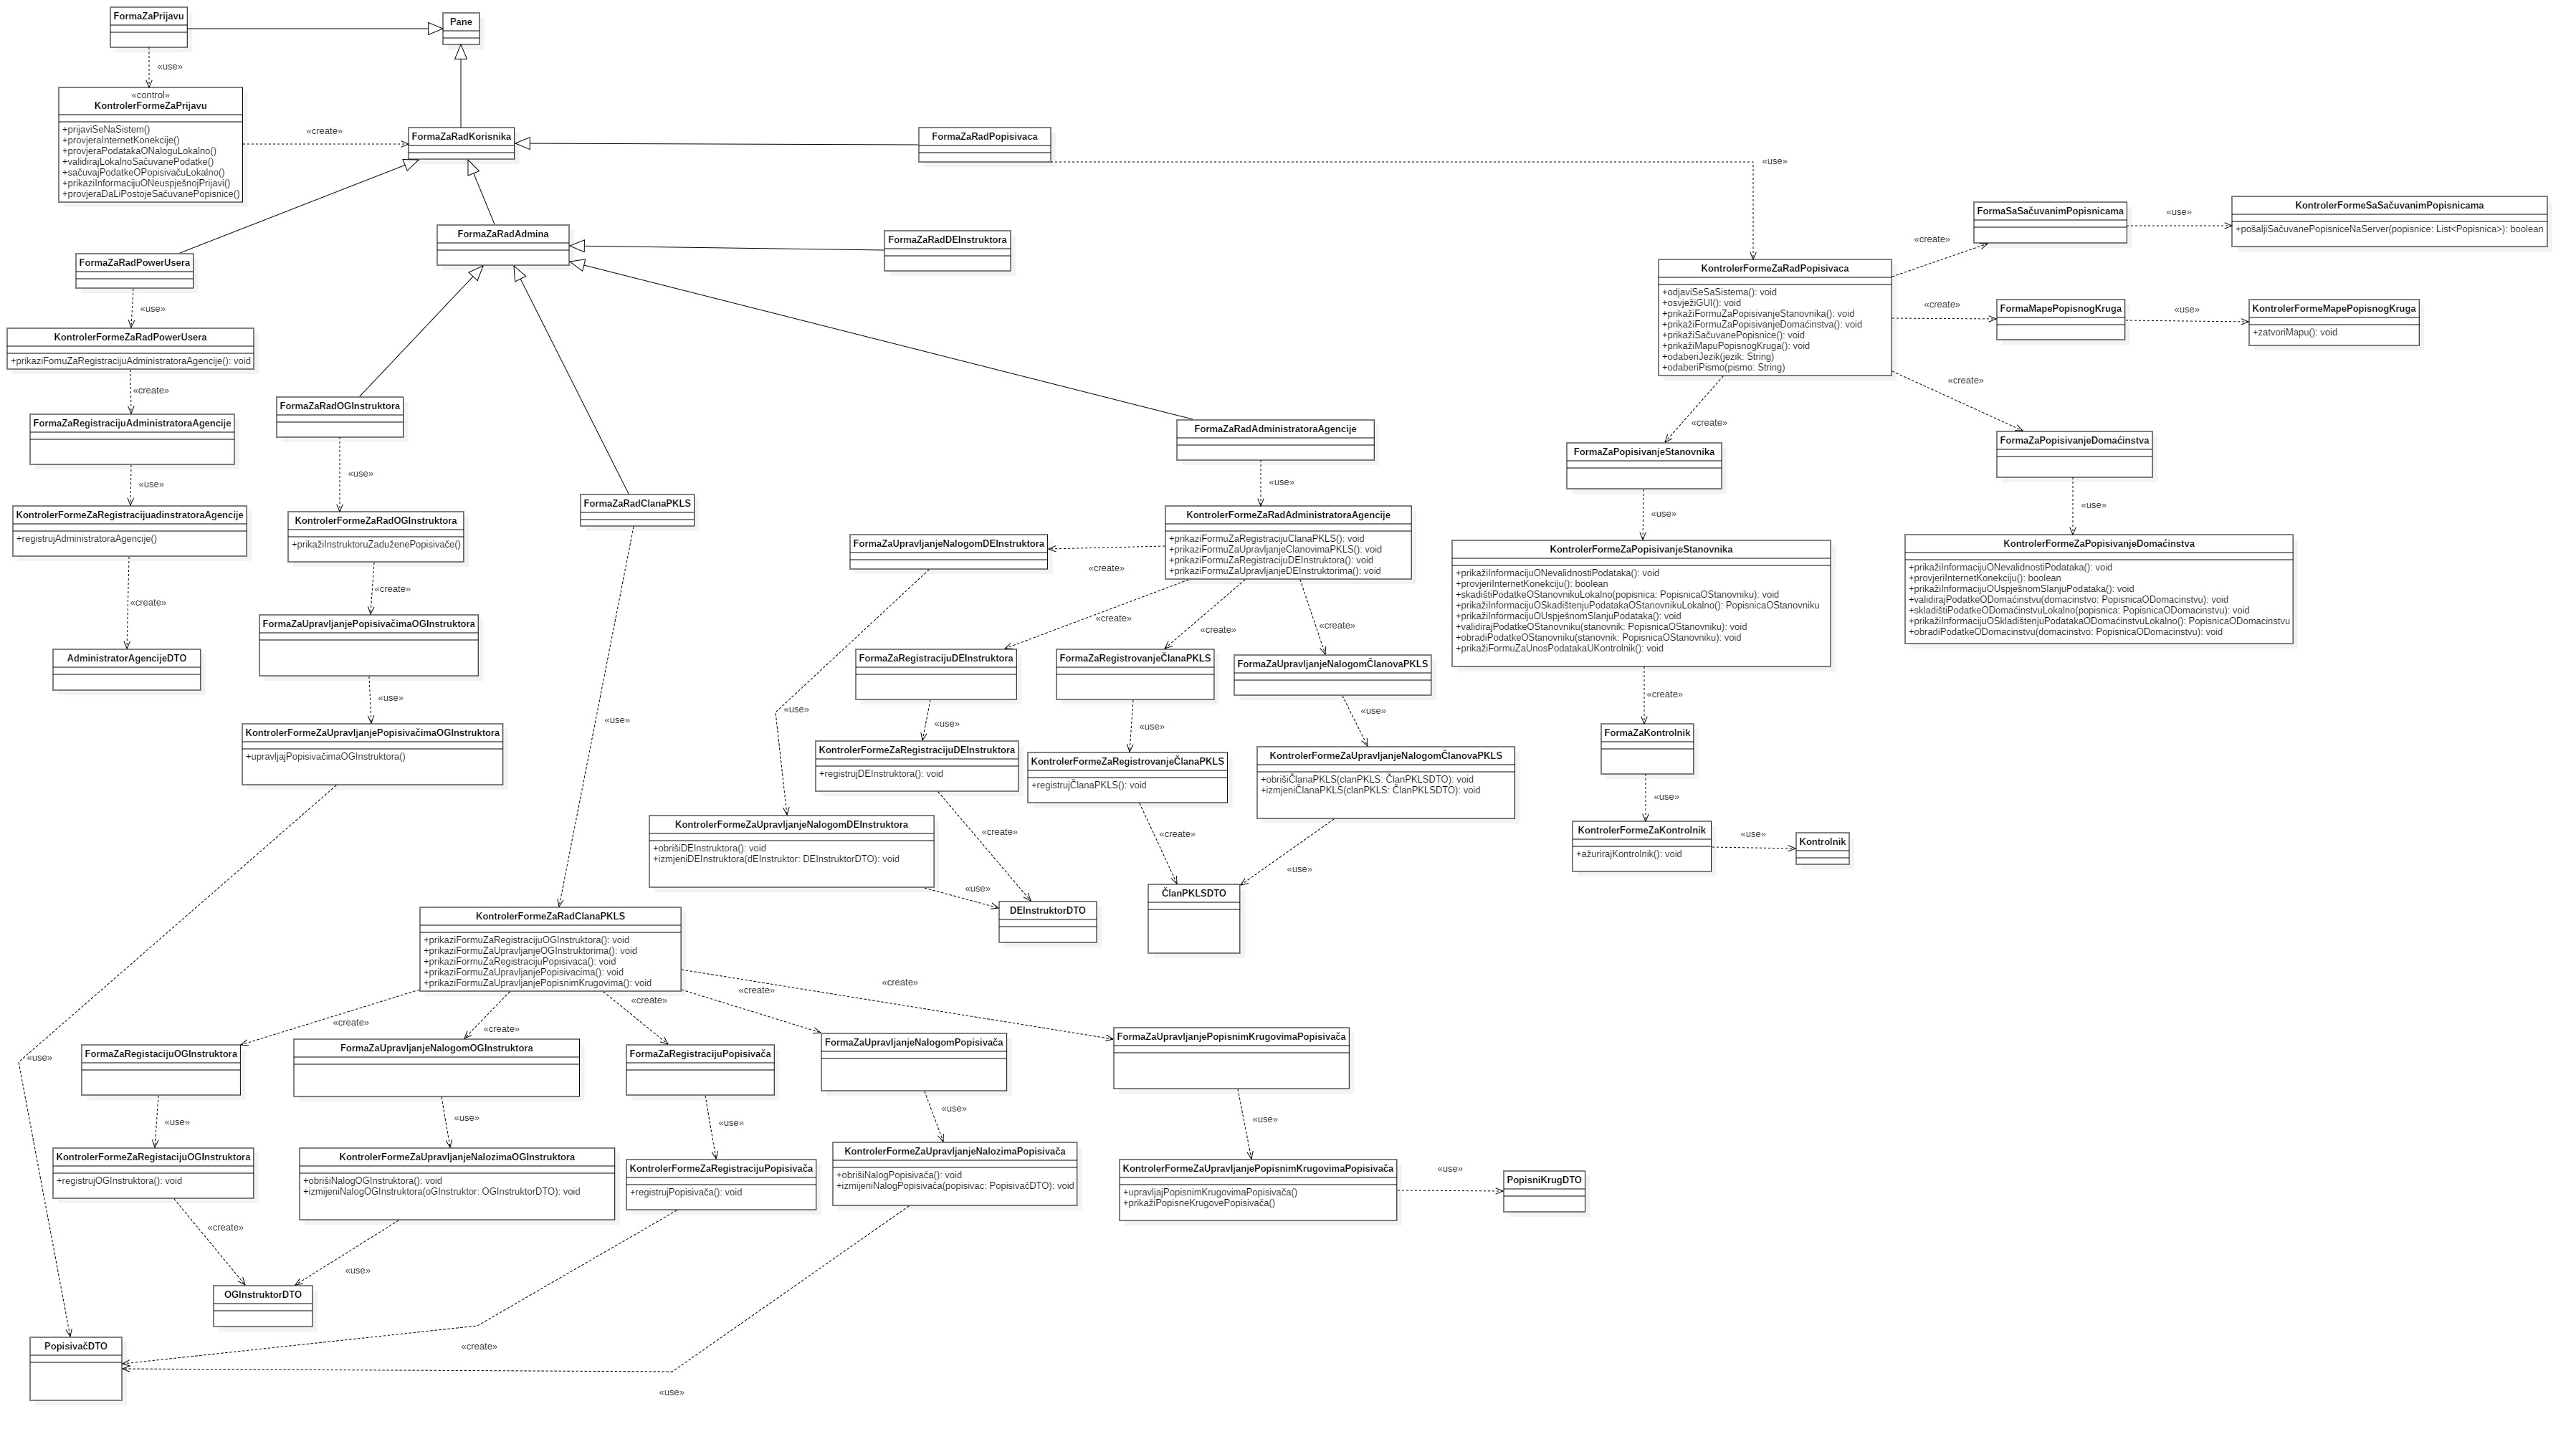 FormaZaPrijavu
Pane
«use»
«control»
KontrolerFormeZaPrijavu
+prijaviSeNaSistem()
+provjeraInternetKonekcije()
+provjeraPodatakaONaloguLokalno()
+validirajLokalnoSačuvanePodatke()
+sačuvajPodatkeOPopisivačuLokalno()
+prikaziInformacijuONeuspješnojPrijavi()
+provjeraDaLiPostojeSačuvanePopisnice()
«create»
FormaZaRadKorisnika
FormaZaRadPopisivaca
«use»
FormaZaRadAdmina
FormaZaRadDEInstruktora
FormaZaRadPowerUsera
«use»
KontrolerFormeZaRadPowerUsera
+prikaziFomuZaRegistracijuAdministratoraAgencije(): void
«create»
FormaZaRegistracijuAdministratoraAgencije
«use»
KontrolerFormeZaRegistracijuadinstratoraAgencije
+registrujAdministratoraAgencije()
«create»
AdministratorAgencijeDTO
FormaZaRadOGInstruktora
«use»
KontrolerFormeZaRadOGInstruktora
+prikažiInstruktoruZaduženePopisivače()
«create»
FormaZaUpravljanjePopisivačimaOGInstruktora
«use»
KontrolerFormeZaUpravljanjePopisivačimaOGInstruktora
+upravljajPopisivačimaOGInstruktora()
«use»
FormaZaRadClanaPKLS
«use»
FormaZaRadAdministratoraAgencije
«use»
KontrolerFormeZaRadAdministratoraAgencije
+prikaziFormuZaRegistracijuClanaPKLS(): void
+prikaziFormuZaUpravljanjeClanovimaPKLS(): void
+prikaziFormuZaRegistracijuDEInstruktora(): void
+prikaziFormuZaUpravljanjeDEInstruktorima(): void
FormaZaUpravljanjeNalogomDEInstruktora
«create»
«create»
«create»
«create»
«use»
FormaZaRegistracijuDEInstruktora
FormaZaRegistrovanjeČlanaPKLS
FormaZaUpravljanjeNalogomČlanovaPKLS
«use»
«use»
«use»
KontrolerFormeZaRegistracijuDEInstruktora
+registrujDEInstruktora(): void
KontrolerFormeZaRegistrovanjeČlanaPKLS
+registrujČlanaPKLS(): void
KontrolerFormeZaUpravljanjeNalogomČlanovaPKLS
+obrišiČlanaPKLS(clanPKLS: ČlanPKLSDTO): void
+izmjeniČlanaPKLS(clanPKLS: ČlanPKLSDTO): void
KontrolerFormeZaUpravljanjeNalogomDEInstruktora
+obrišiDEInstruktora(): void
+izmjeniDEInstruktora(dEInstruktor: DEInstruktorDTO): void
«create»
«create»
«use»
«use»
DEInstruktorDTO
ČlanPKLSDTO
KontrolerFormeZaRadPopisivaca
+odjaviSeSaSistema(): void
+osvježiGUI(): void
+prikažiFormuZaPopisivanjeStanovnika(): void
+prikažiFormuZaPopisivanjeDomaćinstva(): void
+prikažiSačuvanePopisnice(): void
+prikažiMapuPopisnogKruga(): void
+odaberiJezik(jezik: String)
+odaberiPismo(pismo: String)
«create»
FormaSaSačuvanimPopisnicama
«use»
KontrolerFormeSaSačuvanimPopisnicama
+pošaljiSačuvanePopisniceNaServer(popisnice: List<Popisnica>): boolean
«create»
FormaMapePopisnogKruga
«use»
KontrolerFormeMapePopisnogKruga
+zatvoriMapu(): void
«create»
«create»
FormaZaPopisivanjeStanovnika
FormaZaPopisivanjeDomaćinstva
«use»
«use»
KontrolerFormeZaPopisivanjeStanovnika
+prikažiInformacijuONevalidnostiPodataka(): void
+provjeriInternetKonekciju(): boolean
+skadištiPodatkeOStanovnikuLokalno(popisnica: PopisnicaOStanovniku): void
+prikažiInformacijuOSkadištenjuPodatakaOStanovnikuLokalno(): PopisnicaOStanovniku
+prikažiInformacijuOUspješnomSlanjuPodataka(): void
+validirajPodatkeOStanovniku(stanovnik: PopisnicaOStanovniku): void
+obradiPodatkeOStanovniku(stanovnik: PopisnicaOStanovniku): void
+prikažiFormuZaUnosPodatakaUKontrolnik(): void
KontrolerFormeZaPopisivanjeDomaćinstva
+prikažiInformacijuONevalidnostiPodataka(): void
+provjeriInternetKonekciju(): boolean
+prikažiInformacijuOUspješnomSlanjuPodataka(): void
+validirajPodatkeODomaćinstvu(domacinstvo: PopisnicaODomacinstvu): void
+skladištiPodatkeODomaćinstvuLokalno(popisnica: PopisnicaODomacinstvu): void
+prikažiInformacijuOSkladištenjuPodatakaODomaćinstvuLokalno(): PopisnicaODomacinstvu
+obradiPodatkeODomacinstvu(domacinstvo: PopisnicaODomacinstvu): void
«create»
FormaZaKontrolnik
«use»
KontrolerFormeZaKontrolnik
+ažurirajKontrolnik(): void
«use»
Kontrolnik
KontrolerFormeZaRadClanaPKLS
+prikaziFormuZaRegistracijuOGInstruktora(): void
+prikaziFormuZaUpravljanjeOGInstruktorima(): void
+prikaziFormuZaRegistracijuPopisivaca(): void
+prikaziFormuZaUpravljanjePopisivacima(): void
+prikaziFormuZaUpravljanjePopisnimKrugovima(): void
«create»
«create»
«create»
«create»
«create»
FormaZaRegistacijuOGInstruktora
FormaZaUpravljanjeNalogomOGInstruktora
FormaZaRegistracijuPopisivača
FormaZaUpravljanjeNalogomPopisivača
FormaZaUpravljanjePopisnimKrugovimaPopisivača
«use»
«use»
«use»
«use»
«use»
KontrolerFormeZaRegistacijuOGInstruktora
+registrujOGInstruktora(): void
KontrolerFormeZaUpravljanjeNalozimaOGInstruktora
+obrišiNalogOGInstruktora(): void
+izmijeniNalogOGInstruktora(oGInstruktor: OGInstruktorDTO): void
KontrolerFormeZaRegistracijuPopisivača
+registrujPopisivača(): void
KontrolerFormeZaUpravljanjeNalozimaPopisivača
+obrišiNalogPopisivača(): void
+izmijeniNalogPopisivača(popisivac: PopisivačDTO): void
KontrolerFormeZaUpravljanjePopisnimKrugovimaPopisivača
+upravljajPopisnimKrugovimaPopisivača()
+prikažiPopisneKrugovePopisivača()
«use»
PopisniKrugDTO
«create»
«use»
OGInstruktorDTO
PopisivačDTO
«create»
«use»